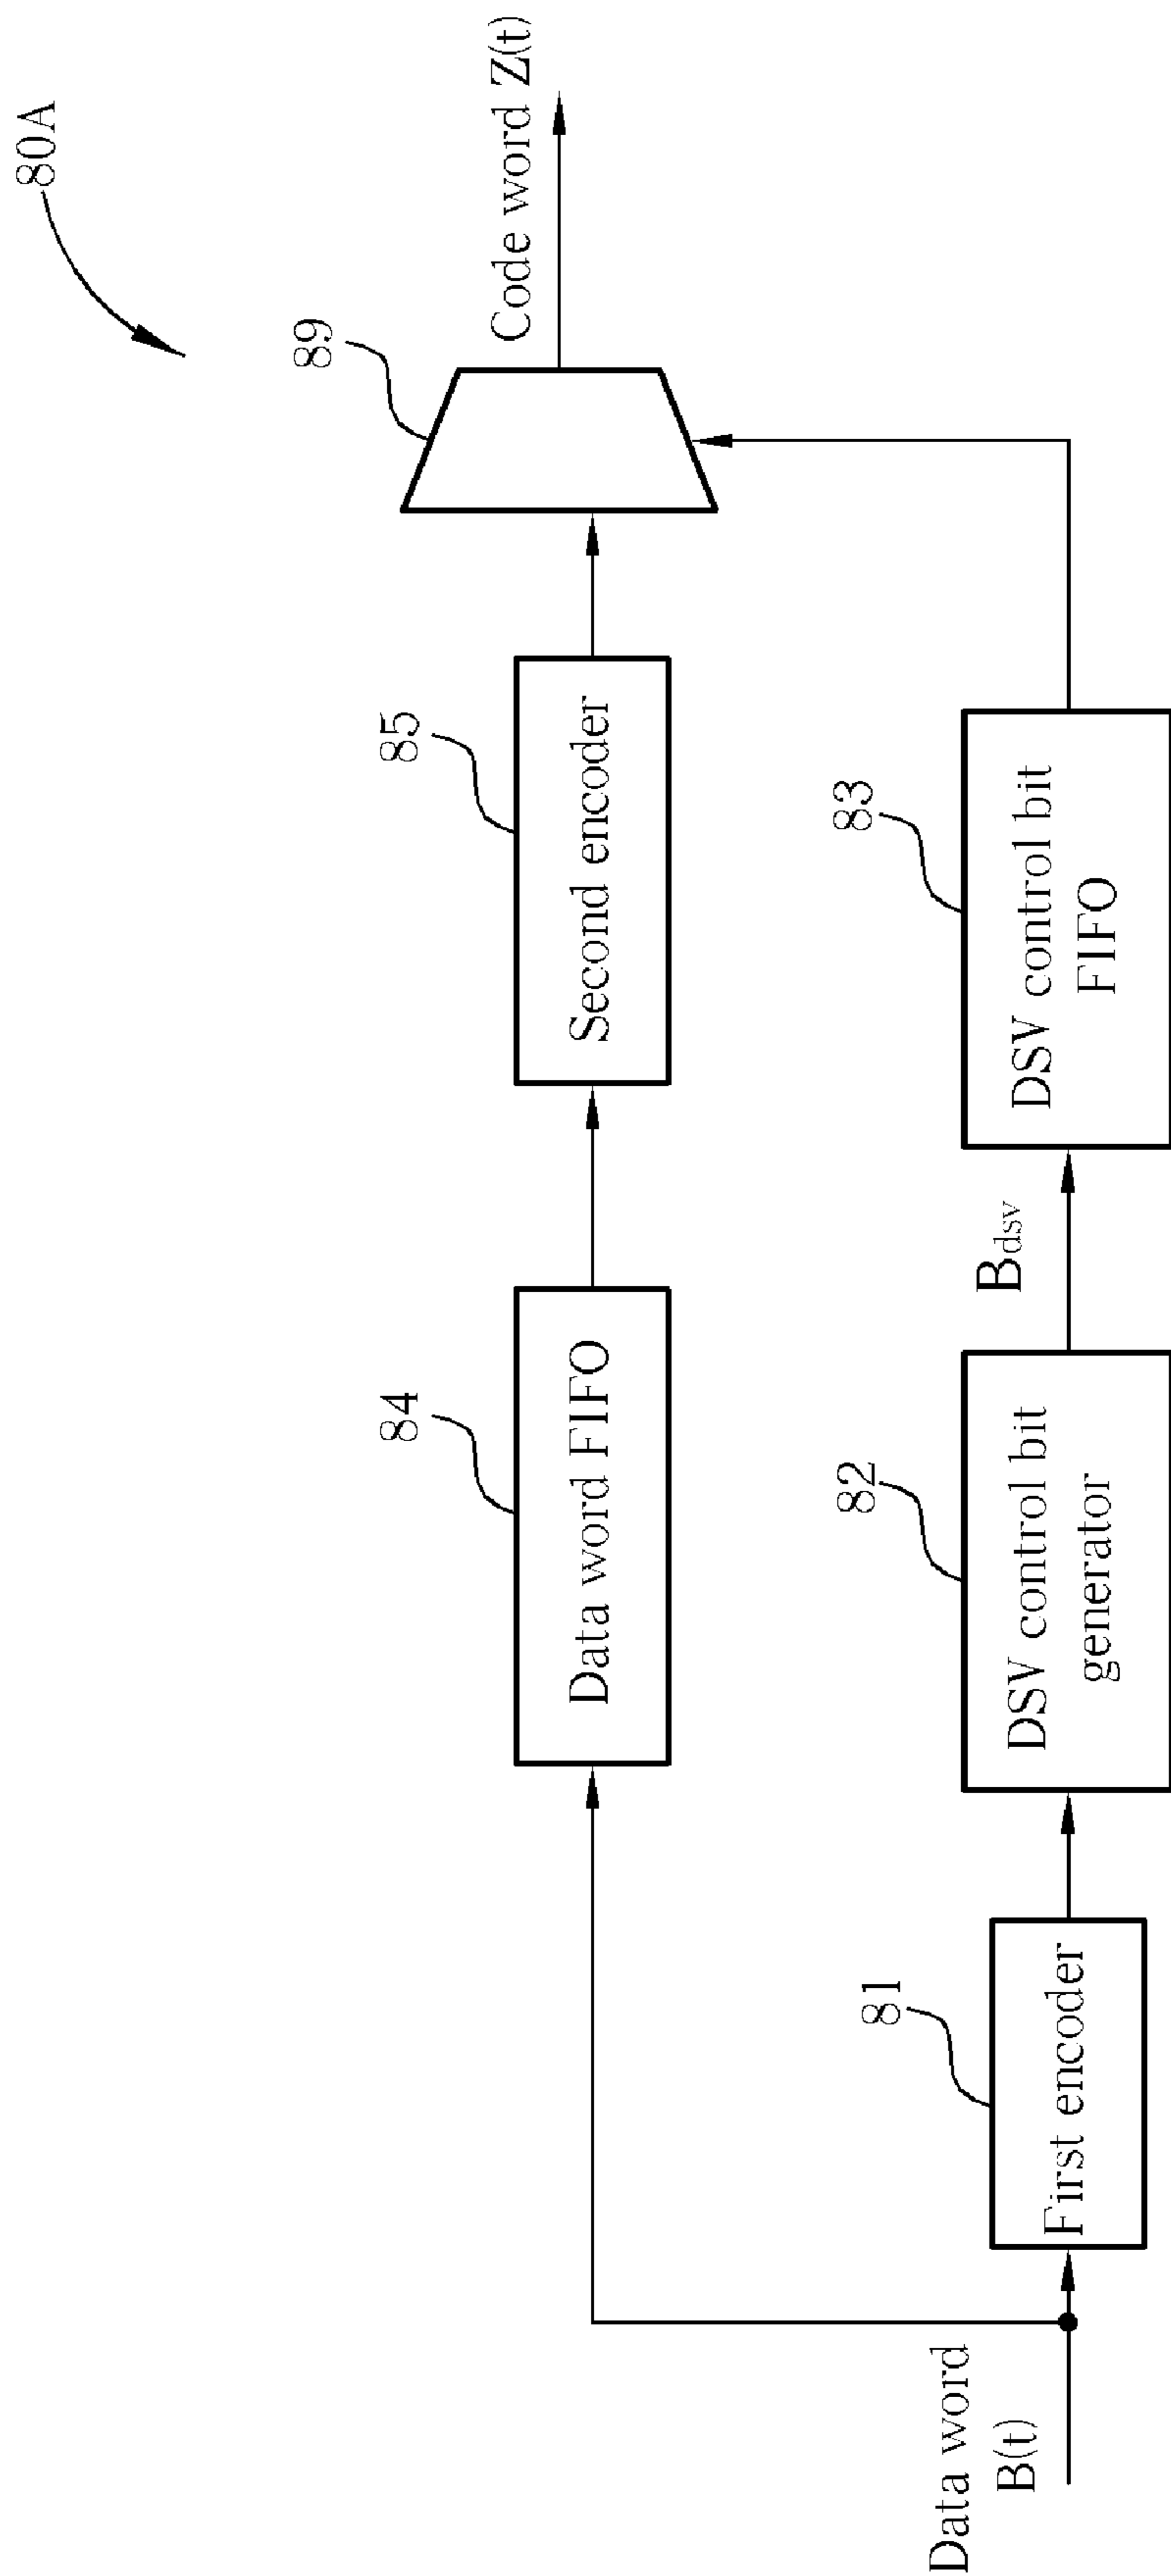 80A
89
Code word Z(t)
84
Data word FIFO
85
Second encoder
Data word
B(t)
81
First encoder
82
DSV control bit
generator
Bdsv
83
DSV control bit
FIFO